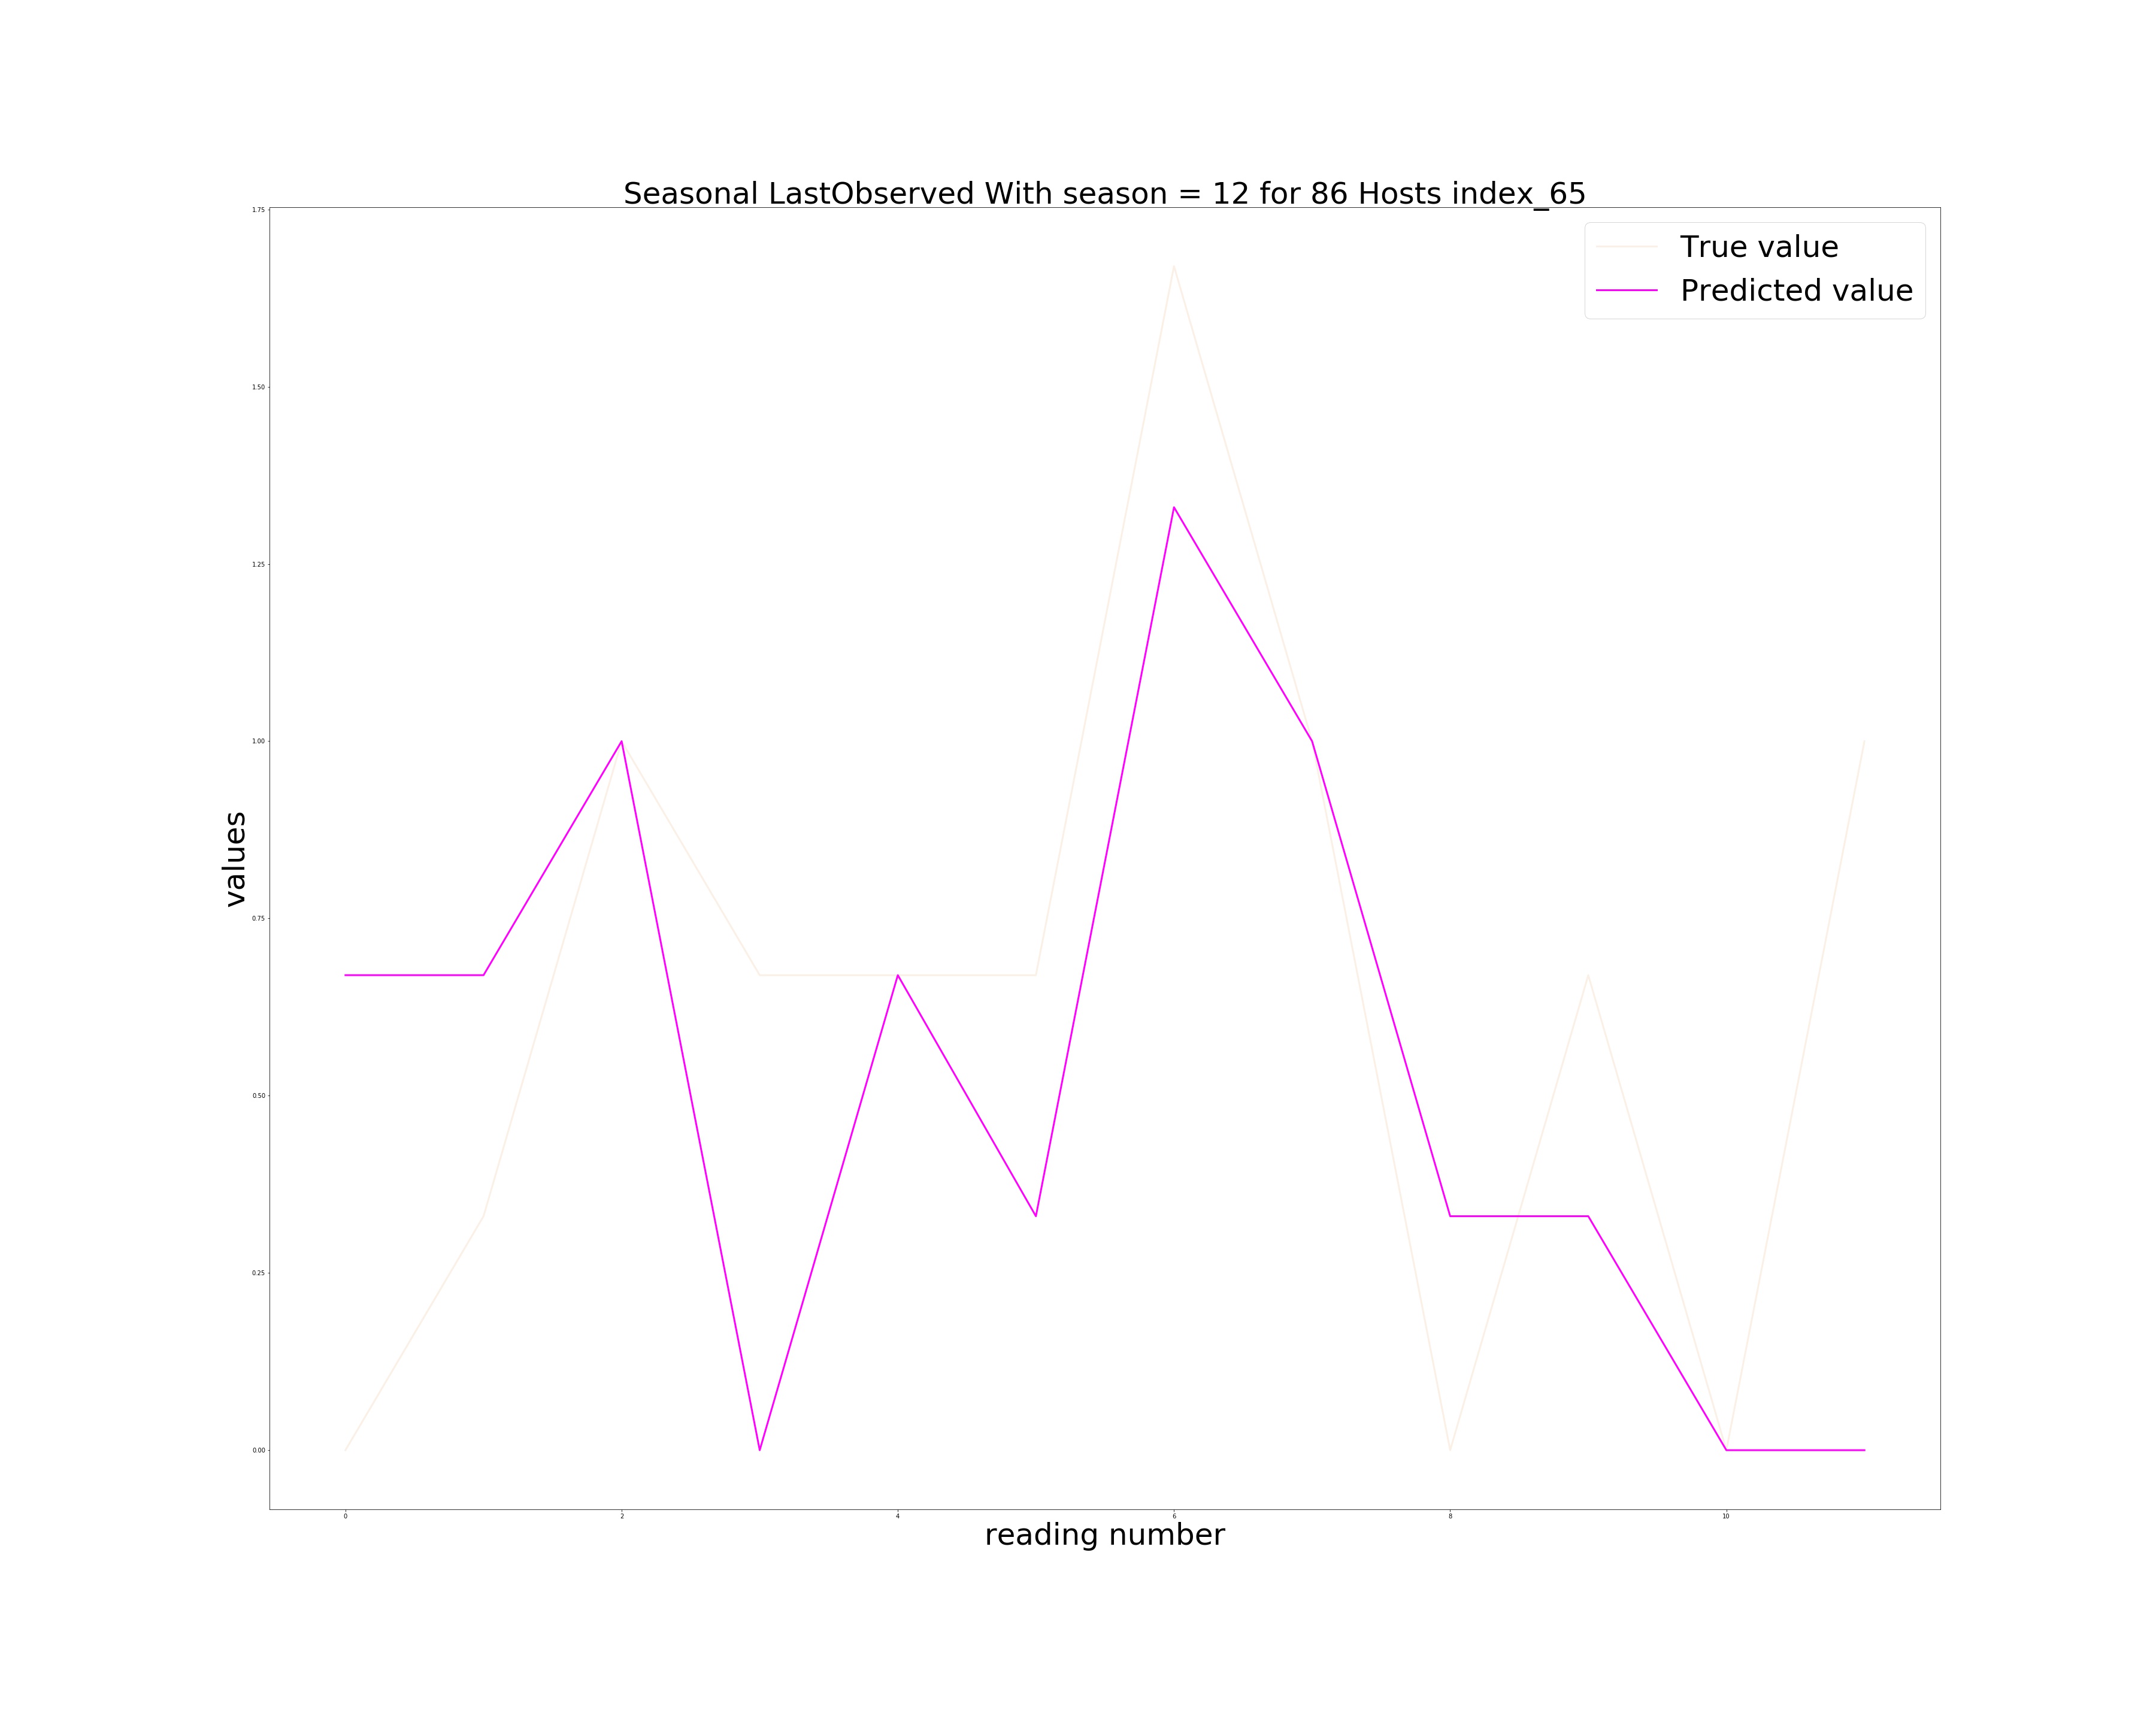 Seasonal LastObserved With season = 12 for 86 Hosts index_65
True value
Predicted value
values
1.75
1.50
1.25
1.00
0.75
0.50
0.25
0.00
0 2 4 6 8 10
reading number